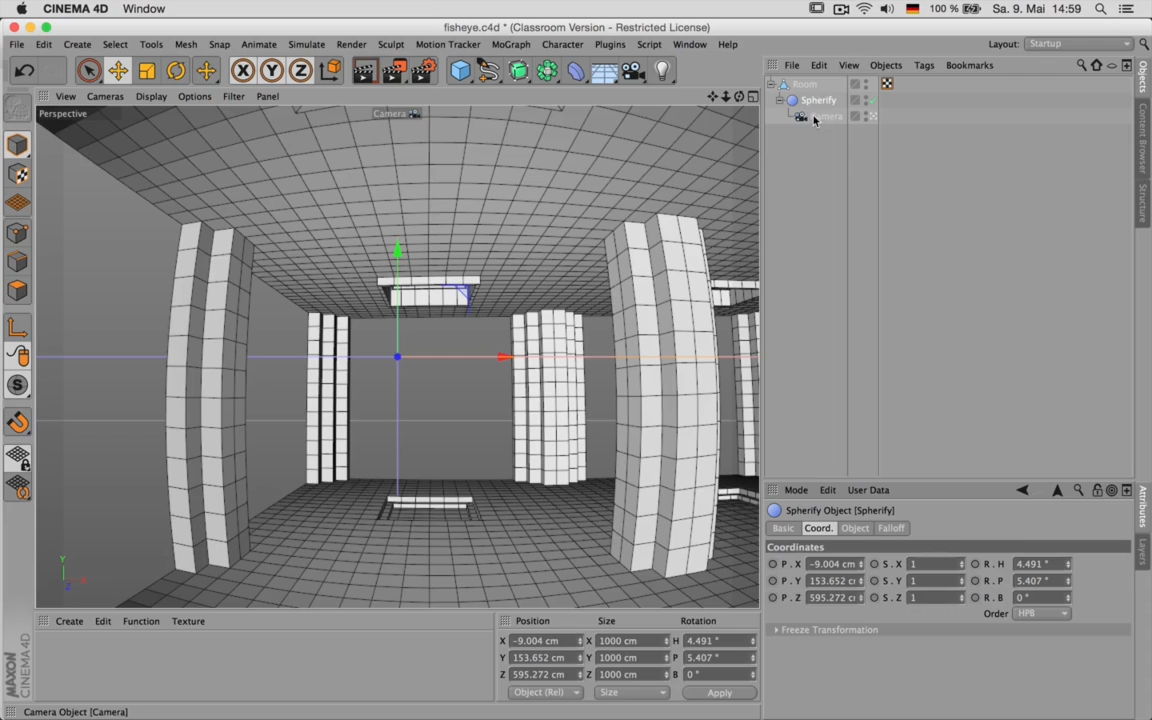 CINEMA 4D Window 100 % Sa. 9. Mai 14:59
fisheye.c4d * (Classroom Version - Restricted License)
File Edit Create Select Tools Mesh Snap Animate Simulate Render Sculpt Motion Tracker MoGraph Character Plugins Script Window Help Layout: Startup
X Y Z
File Edit View Objects Tags Bookmarks
View Cameras Display Options Filter Panel
Perspective Camera
Room
Spherify
Objects
Content Browser
Structure
Mode Edit User Data
Spherify Object [Spherify]
Basic Coord. Object Falloff
Coordinates
P . X -9.004 cm S . X 1 R . H 4.491 °
P . Y 153.652 S . Y 1 R . P 5.407 °
P . Z 595.272 S . Z 1 R . B 0 °
Order HPB
Freeze Transformation
Attributes
Layers
S
Y
Z
Create Edit Function Texture
Position Size Rotation
X -9.004 cm X 1000 cm H 4.491 °
Y 153.652 cm Y 1000 cm P 5.407 °
Z 595.272 cm Z 1000 cm B 0 °
Object (Rel) Size Apply
MAXON
CINEMA 4D
Camera Object [Camera]